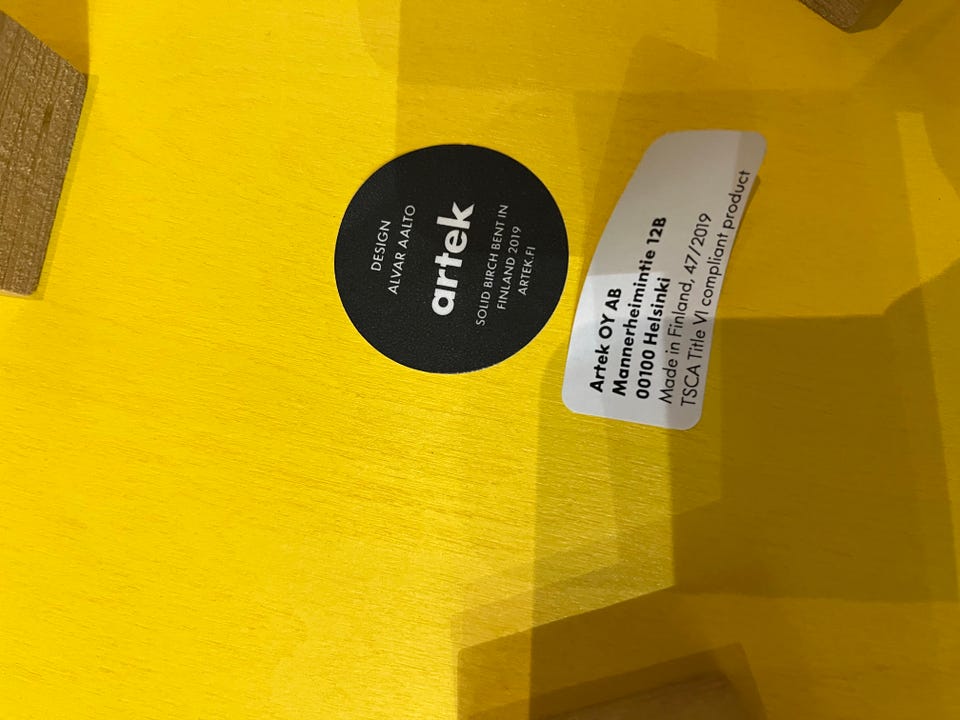 DESIGN
ALVAR AALTO
artek
SOLID BIRCH BENT IN
FINLAND 2019
ARTEK.FI
Artek OY AB
Mannerheimintie 12B
00100 Helsinki
Made in Finland, 47/2019
TSCA Title VI compliant product